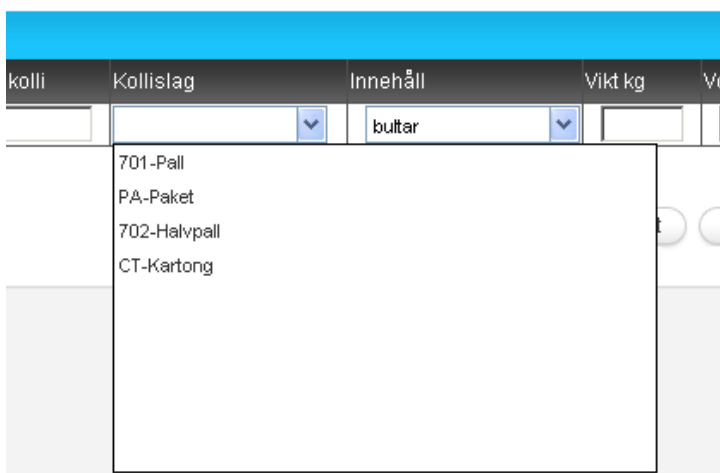 kolli Kollislag Innehåll Vikt kg
bultar
701-Pall
PA-Paket
702-Halvpall
CT-Kartong